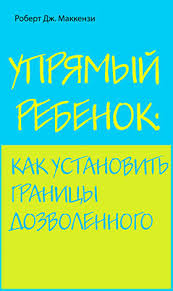 Роберт Дж. Маккензи
УПРЯМЫЙ
РЕБЕНОК:
КАК УСТАНОВИТЬ
ГРАНИЦЫ
ДОЗВОЛЕННОГО